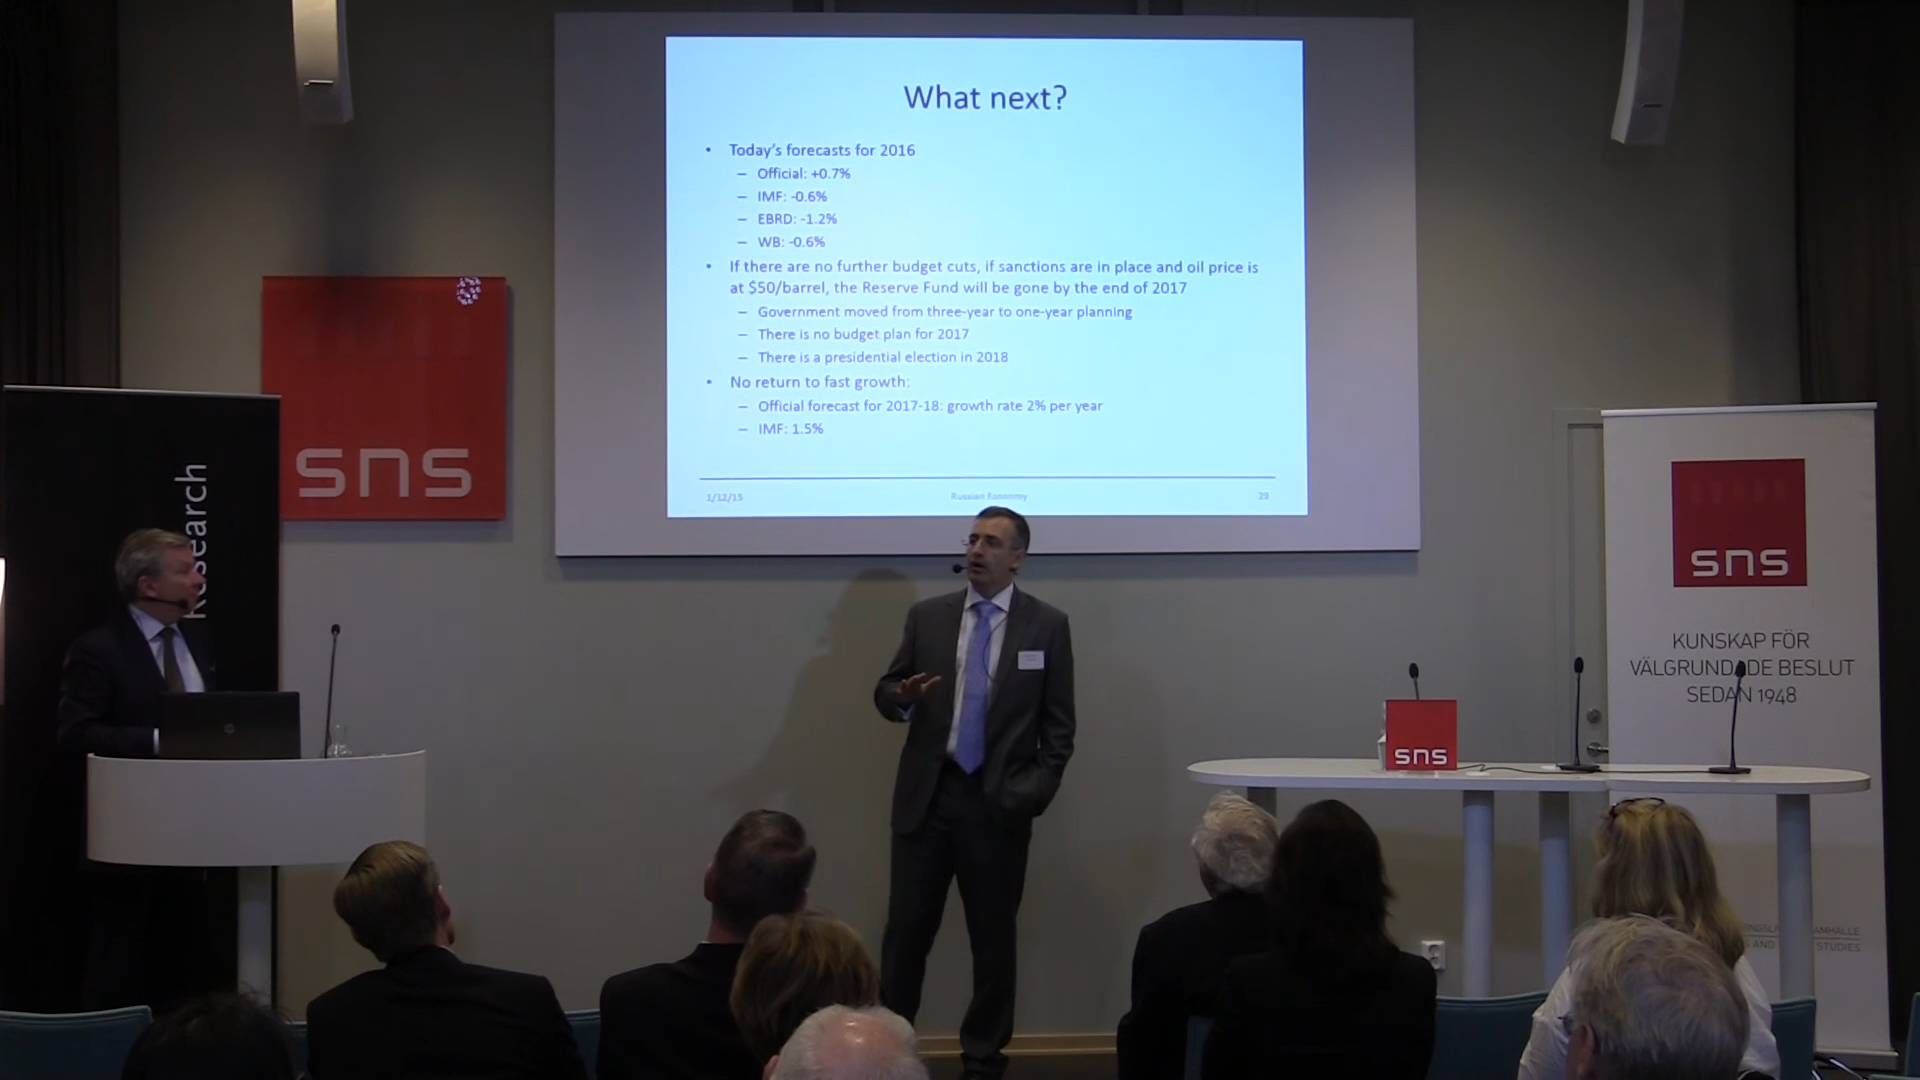 What next?
• Today's forecasts for 2016
– Official: +0.7%
– IMF: -0.6%
– EBRD: -1.2%
– WB: -0.6%
• If there are no further budget cuts, if sanctions are in place and oil price is
at $50/barrel, the Reserve Fund will be gone by the end of 2017
– Government moved from three-year to one-year planning
– There is no budget plan for 2017
– There is a presidential election in 2018
• No return to fast growth:
– Official forecast for 2017-18: growth rate 2% per year
– IMF: 1.5%
1/12/15 Russian Economy 29
sns
Research
sns
KUNSKAP FÖR
VÄLGRUNDADE BESLUT
SEDAN 1948
sns
AND STUDIES